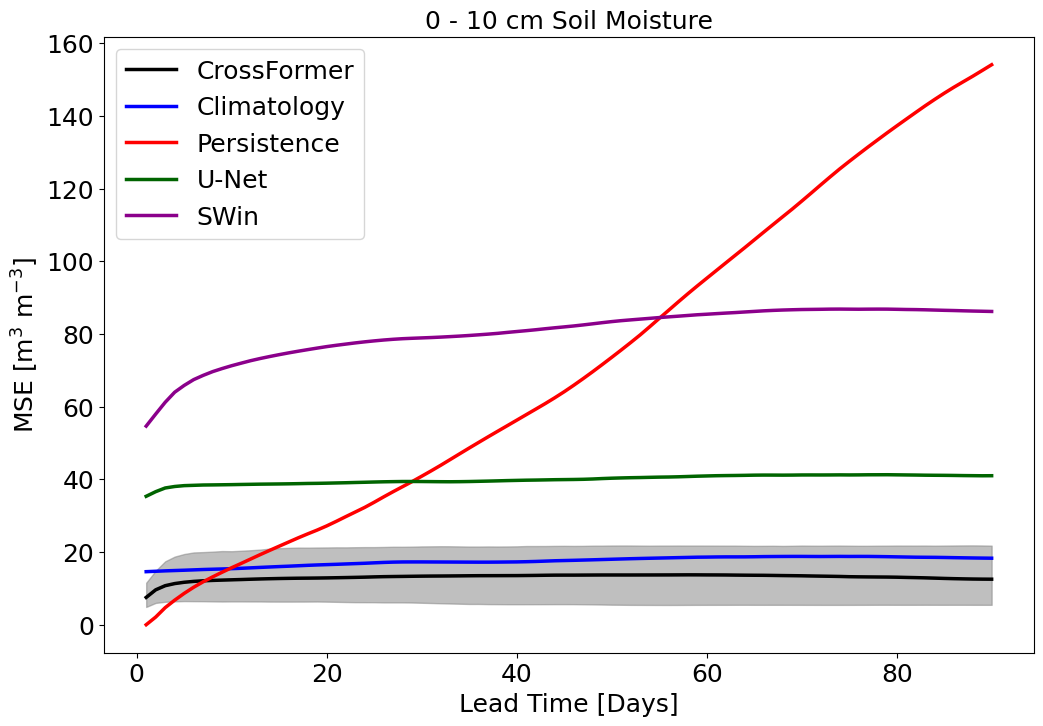 0 - 10 cm Soil Moisture
160
140
120
100
80
60
40
20
0
MSE [m³ m⁻³]
CrossFormer
Climatology
Persistence
U-Net
SWin
0 20 40 60 80
Lead Time [Days]